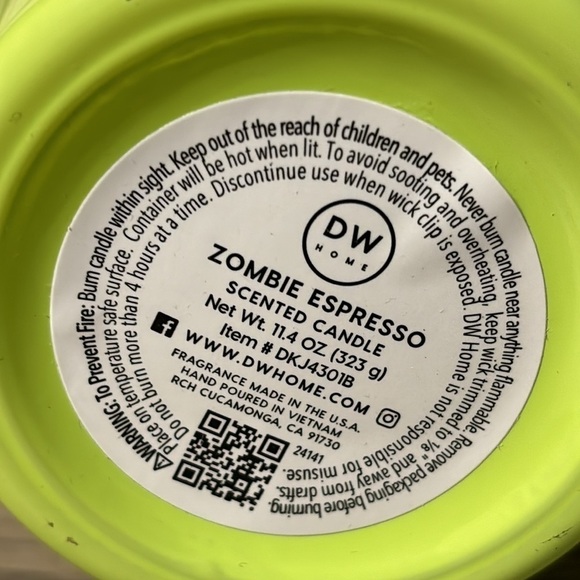 ⚠WARNING: To Prevent Fire: Burn candle within sight. Keep out of the reach of children and pets. Never burn candle near anything flammable. Remove packaging before burning.
Place on temperature safe surface. Container will be hot when lit. To avoid sooting and overheating, keep wick trimmed to ⅛" and away from drafts.
Do not burn more than 4 hours at a time. Discontinue use when wick clip is exposed. DW Home is not responsible for misuse.
DW
HOME
ZOMBIE ESPRESSO
SCENTED CANDLE
Net Wt. 11.4 OZ (323 g)
Item # DKJ4301B
WWW.DWHOME.COM
FRAGRANCE MADE IN THE U.S.A.
HAND POURED IN VIETNAM
RCH CUCAMONGA, CA 91730
24141